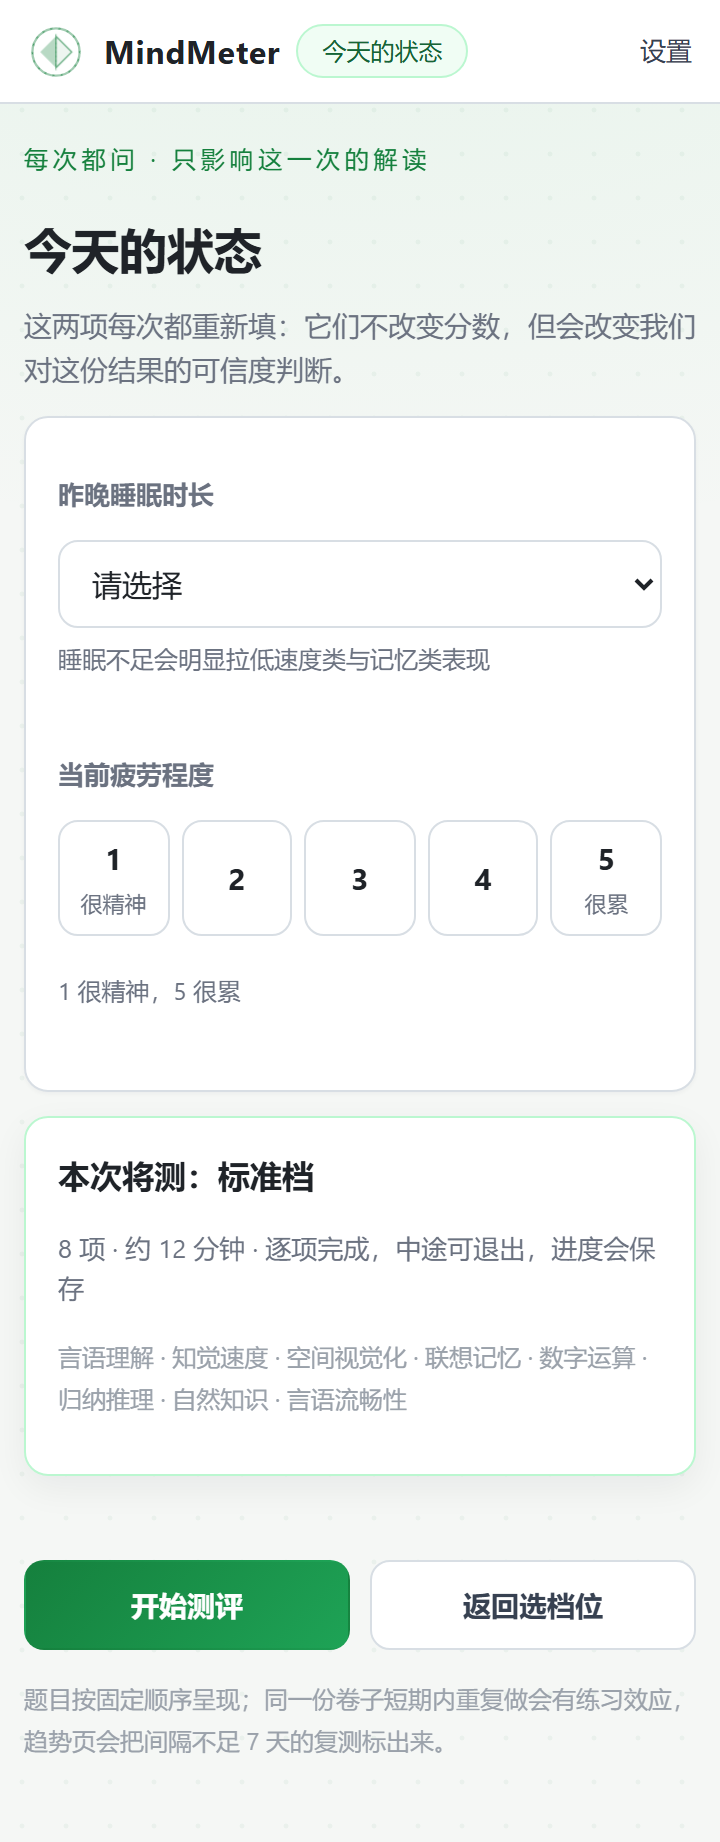 MindMeter 今天的状态 设置
每次都问 · 只影响这一次的解读
今天的状态
这两项每次都重新填：它们不改变分数，但会改变我们
对这份结果的可信度判断。
昨晚睡眠时长
请选择
睡眠不足会明显拉低速度类与记忆类表现
当前疲劳程度
1 2 3 4 5
很精神 很累
1 很精神，5 很累
本次将测：标准档
8 项 · 约 12 分钟 · 逐项完成，中途可退出，进度会保
存
言语理解 · 知觉速度 · 空间视觉化 · 联想记忆 · 数字运算 ·
归纳推理 · 自然知识 · 言语流畅性
开始测评 返回选档位
题目按固定顺序呈现；同一份卷子短期内重复做会有练习效应，
趋势页会把间隔不足 7 天的复测标出来。